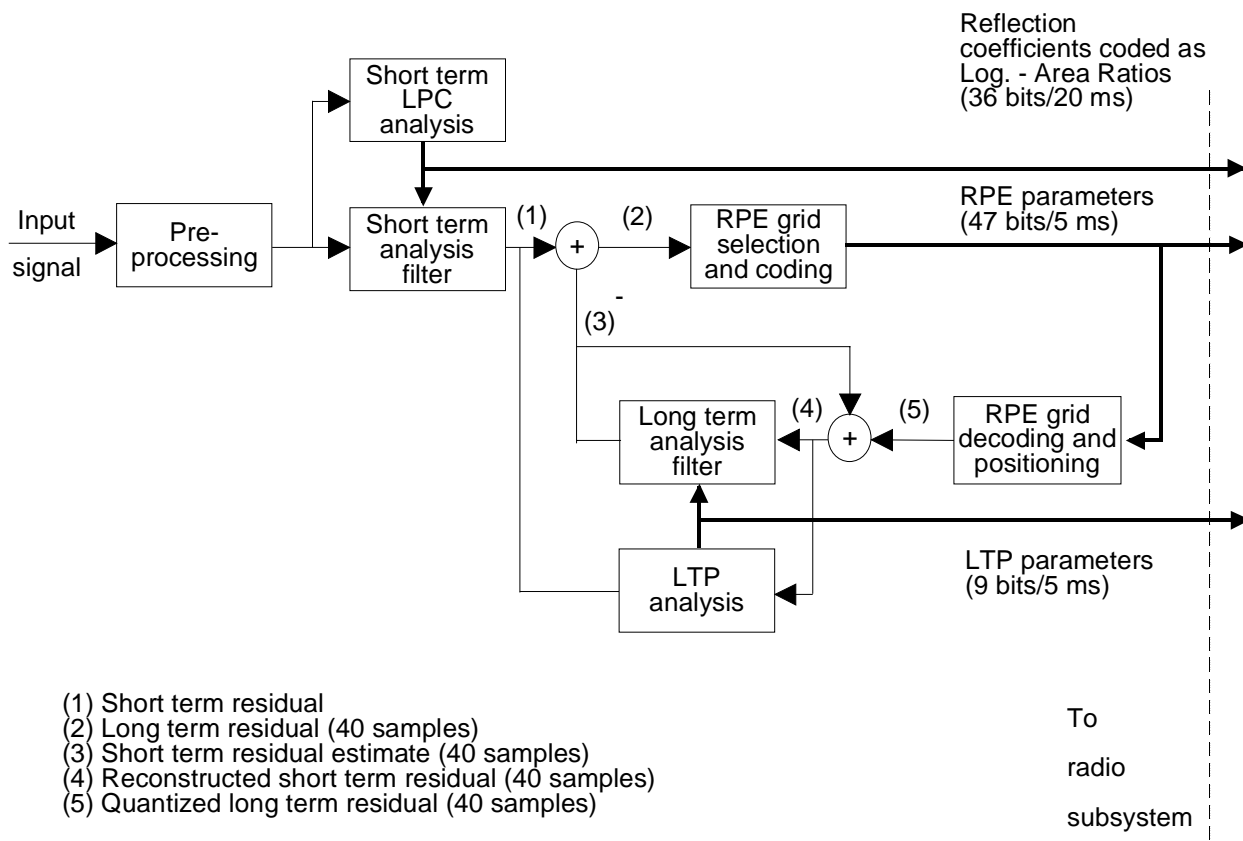 Reflection
coefficients coded as
Log. - Area Ratios
(36 bits/20 ms)
Short term
LPC
analysis
Input
signal
Pre-
processing
Short term
analysis
filter
(1)
+
(2)
RPE grid
selection
and coding
RPE parameters
(47 bits/5 ms)
-
(3)
Long term
analysis
filter
(4)
+
(5)
RPE grid
decoding and
positioning
LTP
analysis
LTP parameters
(9 bits/5 ms)
(1) Short term residual
(2) Long term residual (40 samples)
(3) Short term residual estimate (40 samples)
(4) Reconstructed short term residual (40 samples)
(5) Quantized long term residual (40 samples)
To
radio
subsystem